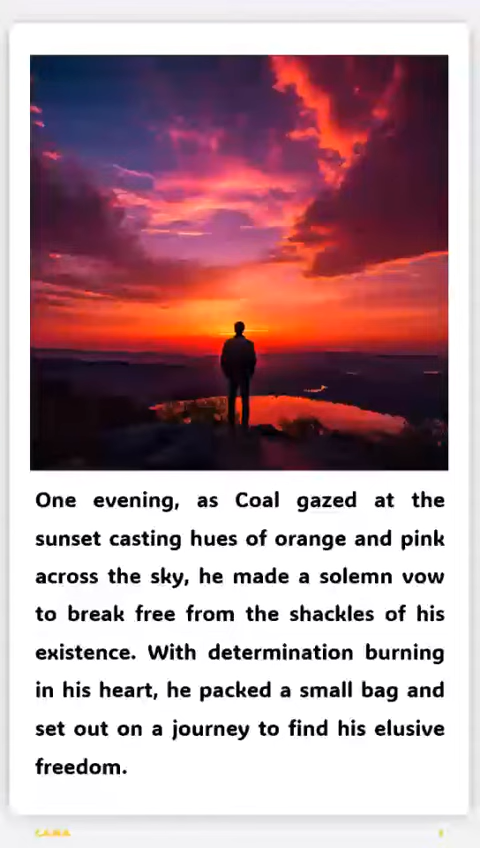 One evening, as Coal gazed at the
sunset casting hues of orange and pink
across the sky, he made a solemn vow
to break free from the shackles of his
existence. With determination burning
in his heart, he packed a small bag and
set out on a journey to find his elusive
freedom.